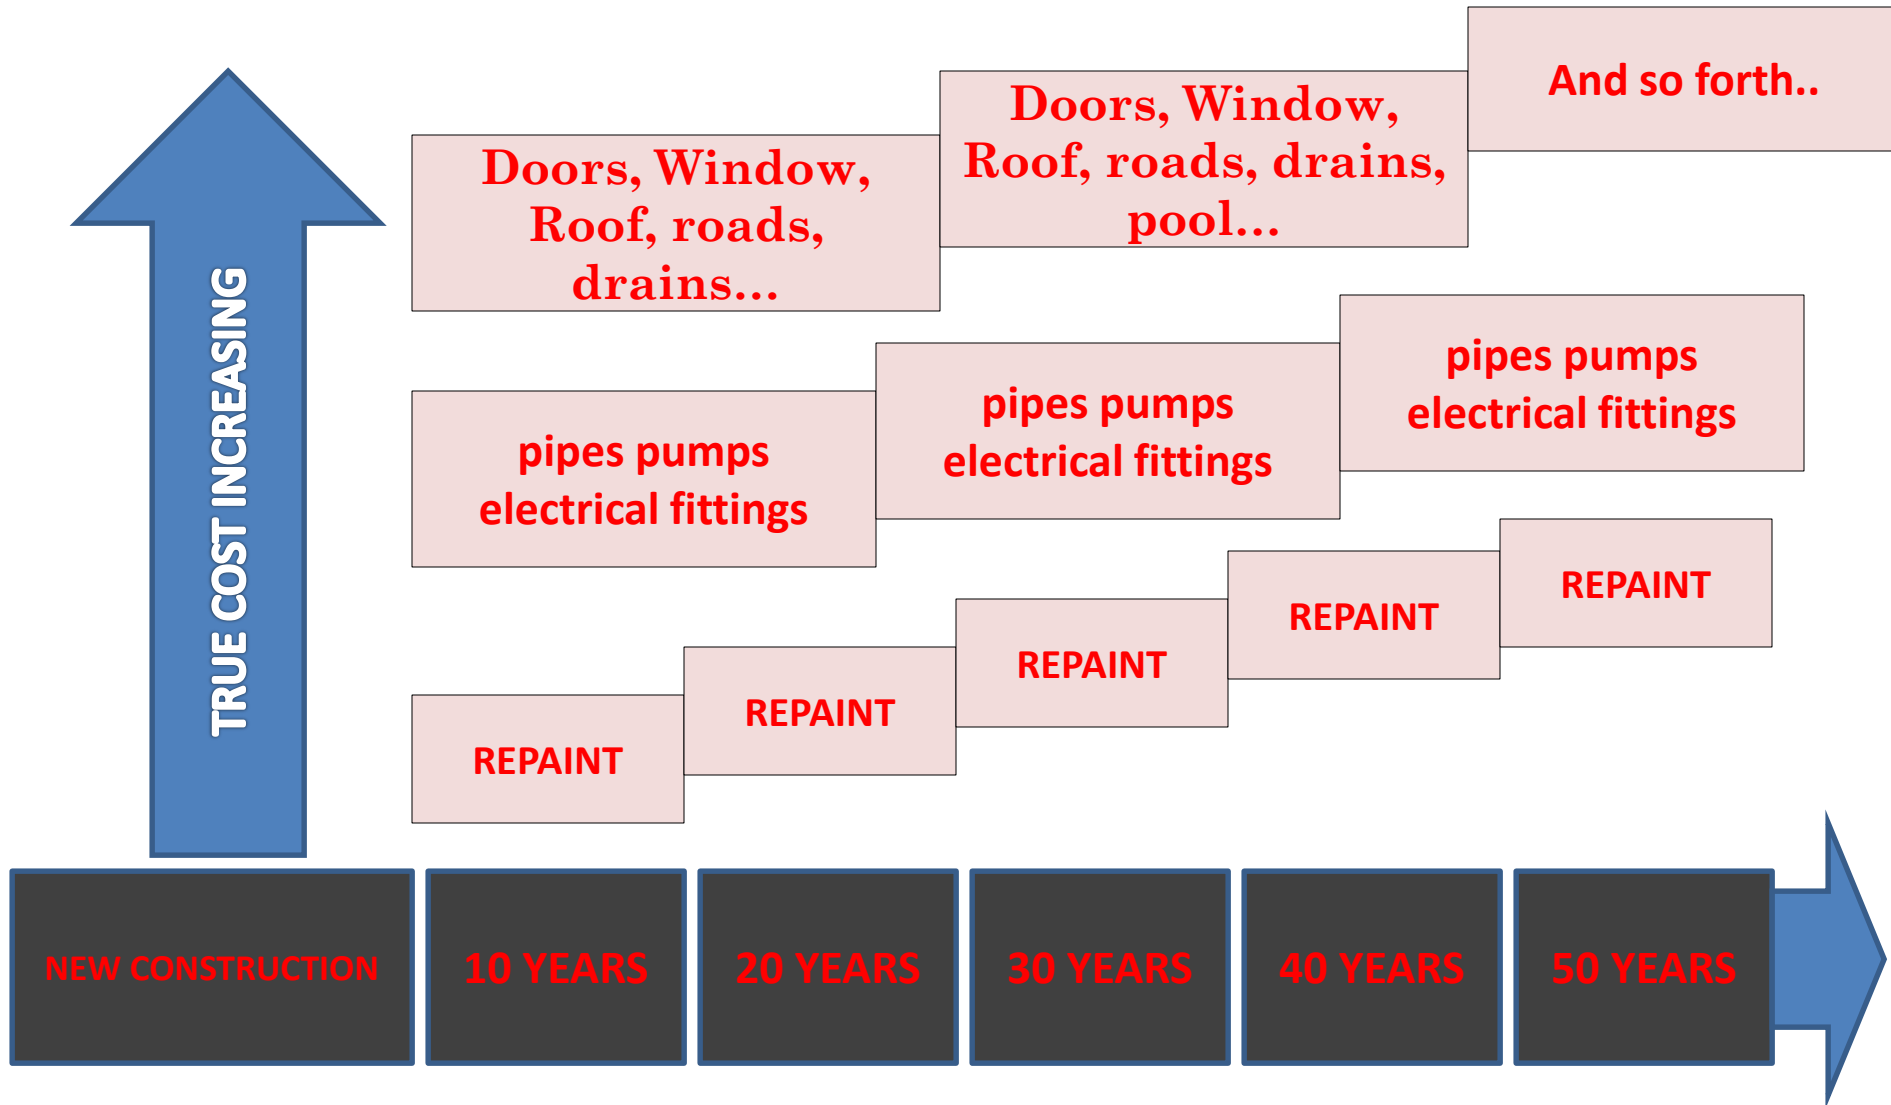 And so forth..
Doors, Window,
Roof, roads, drains,
pool...
Doors, Window,
Roof, roads,
drains...
TRUE COST INCREASING
pipes pumps
electrical fittings
pipes pumps
electrical fittings
pipes pumps
electrical fittings
REPAINT
REPAINT
REPAINT
REPAINT
REPAINT
NEW CONSTRUCTION
10 YEARS
20 YEARS
30 YEARS
40 YEARS
50 YEARS